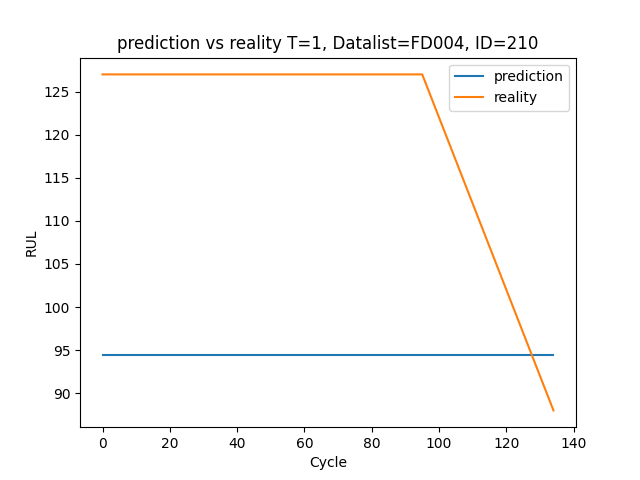 prediction vs reality T=1, Datalist=FD004, ID=210
prediction
reality
125
120
115
110
105
100
95
90
RUL
0 20 40 60 80 100 120 140
Cycle